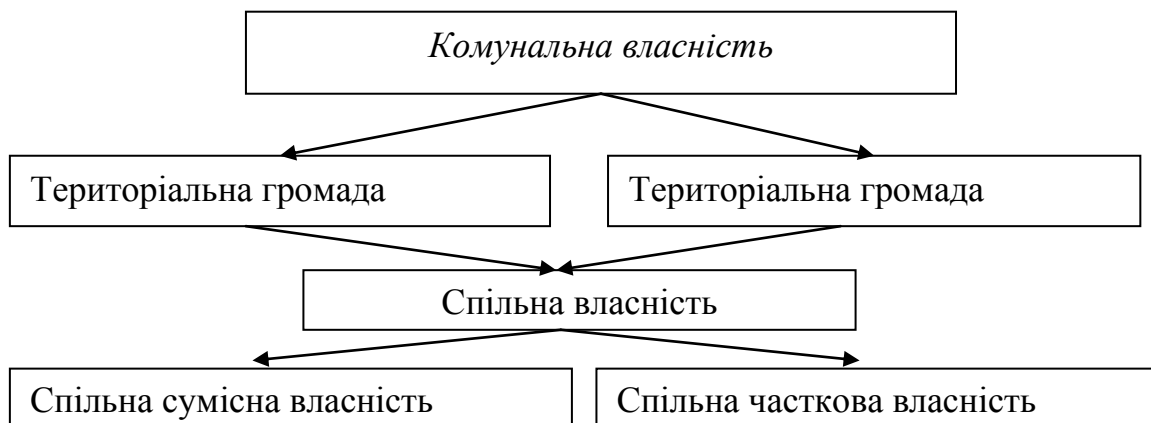 Комунальна власність
Територіальна громада
Територіальна громада
Спільна власність
Спільна сумісна власність
Спільна часткова власність